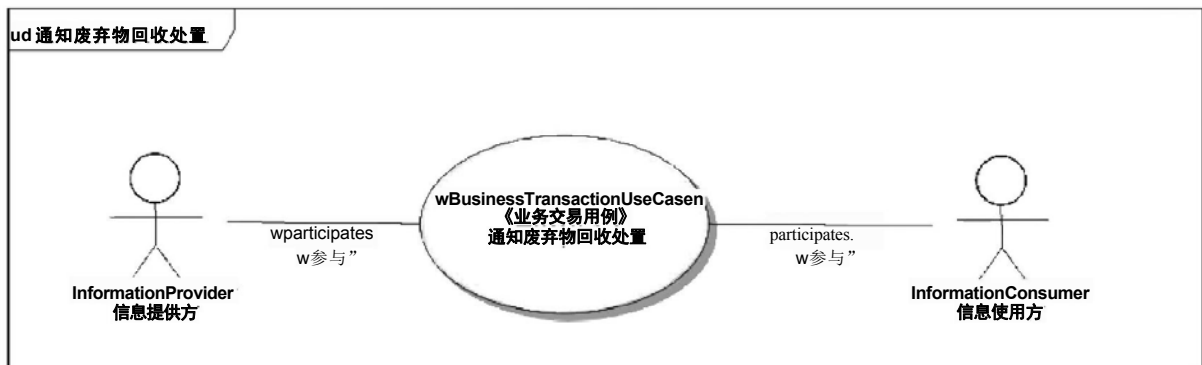 ud 通知废弃物回收处置
wBusinessTransactionUseCasen
《业务交易用例》
通知废弃物回收处置
wparticipates
w参与”
participates.
w参与”
InformationProvider
信息提供方
InformationConsumer
信息使用方